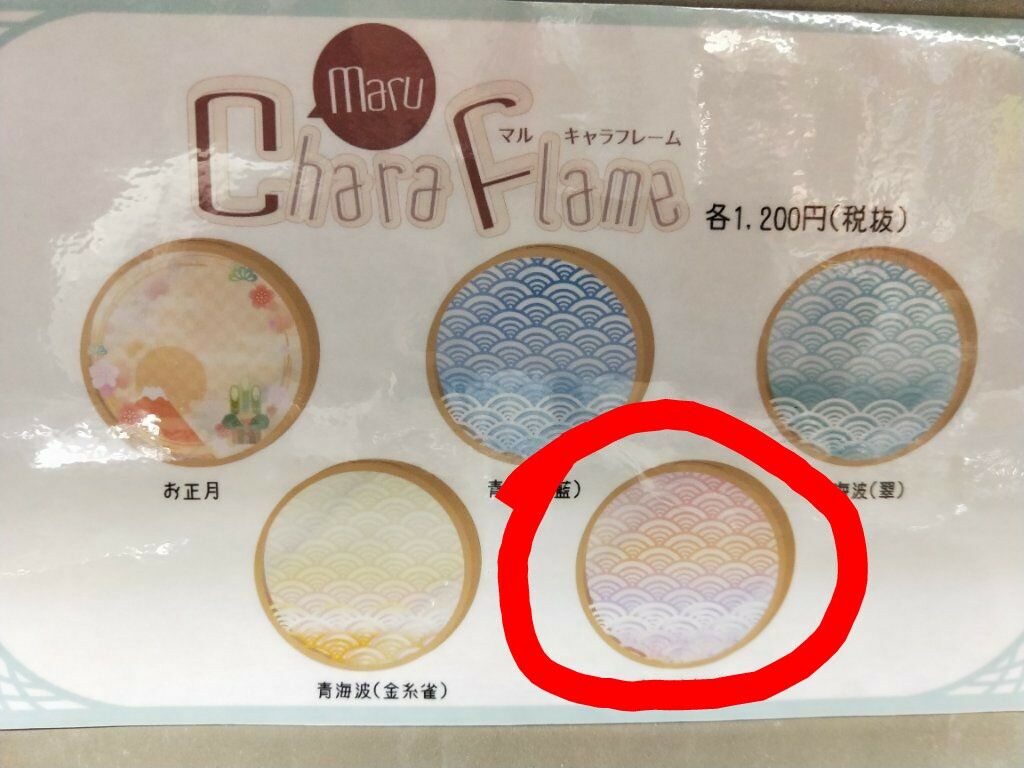 maru
Chara Flame
マル キャラフレーム
各1,200円(税抜)
お正月
青 藍)
海波(翠)
青海波(金糸雀)